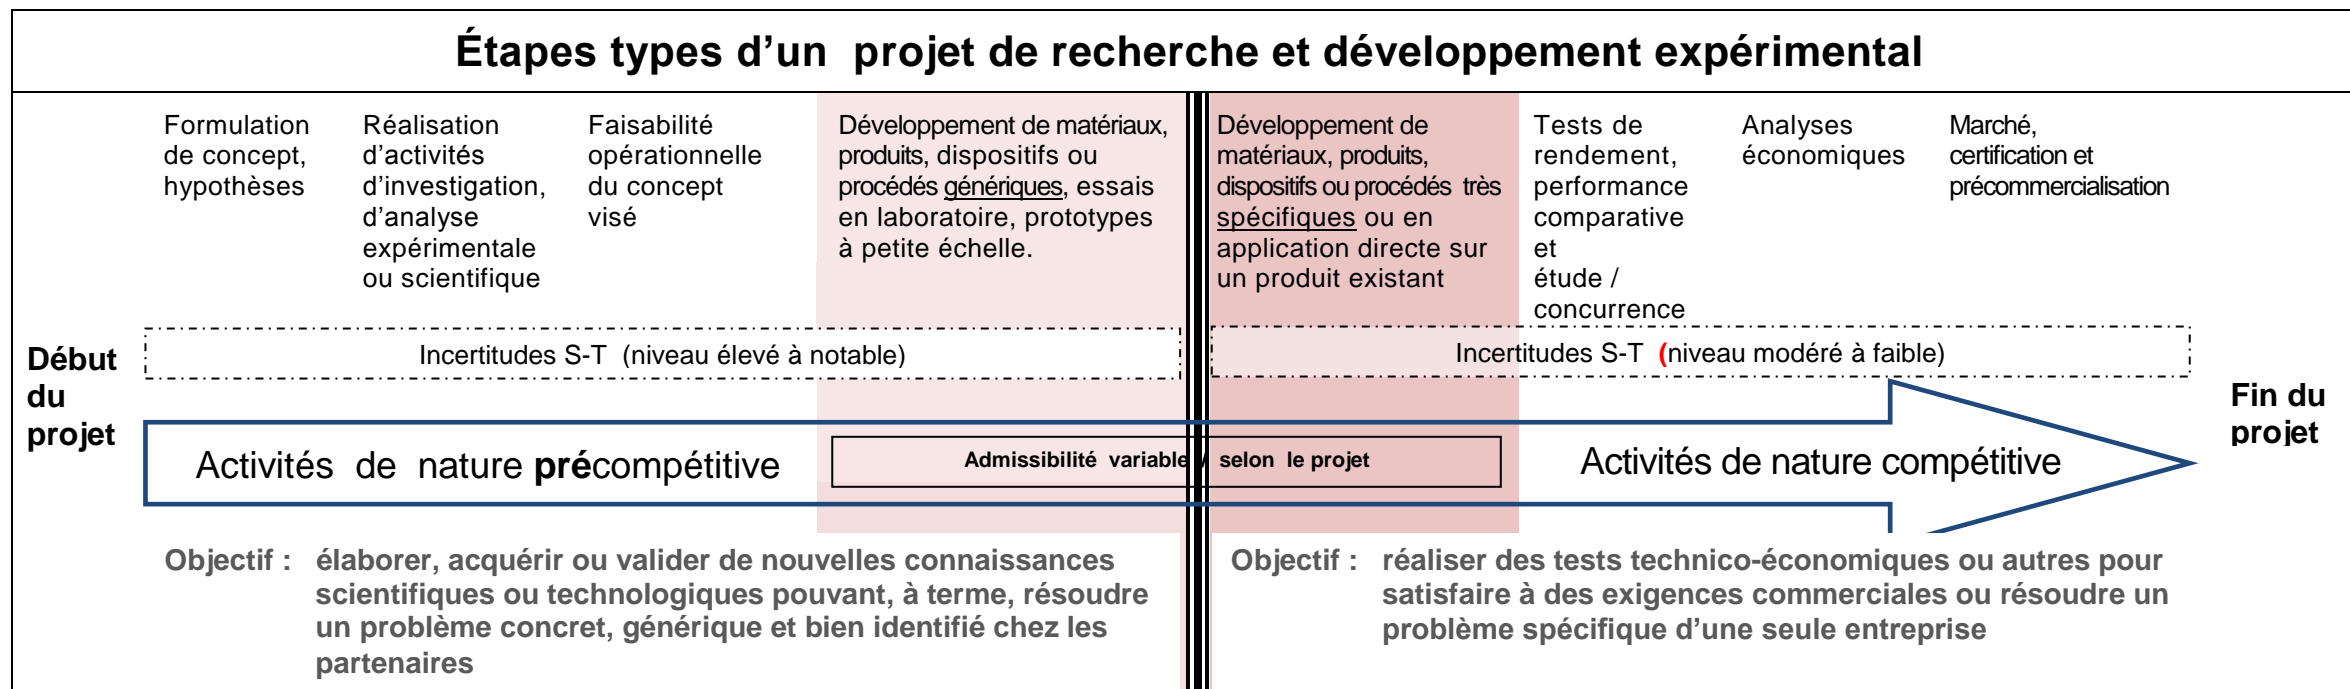 Étapes types d’un projet de recherche et développement expérimental
Formulation
de concept,
hypothèses
Réalisation
d’activités
d’investigation,
d’analyse
expérimentale
ou scientifique
Faisabilité
opérationnelle
du concept
visé
Développement de matériaux,
produits, dispositifs ou
procédés génériques, essais
en laboratoire, prototypes
à petite échelle.
Développement de
matériaux, produits,
dispositifs ou procédés très
spécifiques ou en
application directe sur
un produit existant
Tests de
rendement,
performance
comparative
et
étude /
concurrence
Analyses
économiques
Marché,
certification et
précommercialisation
Début
du
projet
Incertitudes S-T (niveau élevé à notable)
Incertitudes S-T (niveau modéré à faible)
Fin du
projet
Activités de nature précompétitive
Admissibilité variable / selon le projet
Activités de nature compétitive
Objectif : élaborer, acquérir ou valider de nouvelles connaissances
scientifiques ou technologiques pouvant, à terme, résoudre
un problème concret, générique et bien identifié chez les
partenaires
Objectif : réaliser des tests technico-économiques ou autres pour
satisfaire à des exigences commerciales ou résoudre un
problème spécifique d’une seule entreprise